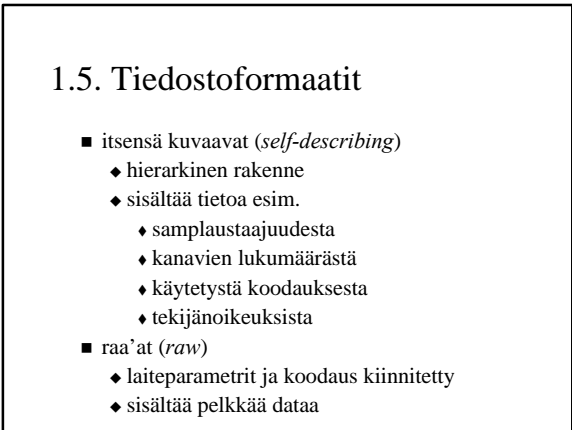 1.5. Tiedostoformaatit
■ itsensä kuvaavat (self-describing)
◆ hierarkinen rakenne
◆ sisältää tietoa esim.
♦ samplaustaajuudesta
♦ kanavien lukumäärästä
♦ käytetystä koodauksesta
♦ tekijänoikeuksista
■ raa'at (raw)
◆ laiteparametrit ja koodaus kiinnitetty
◆ sisältää pelkkää dataa